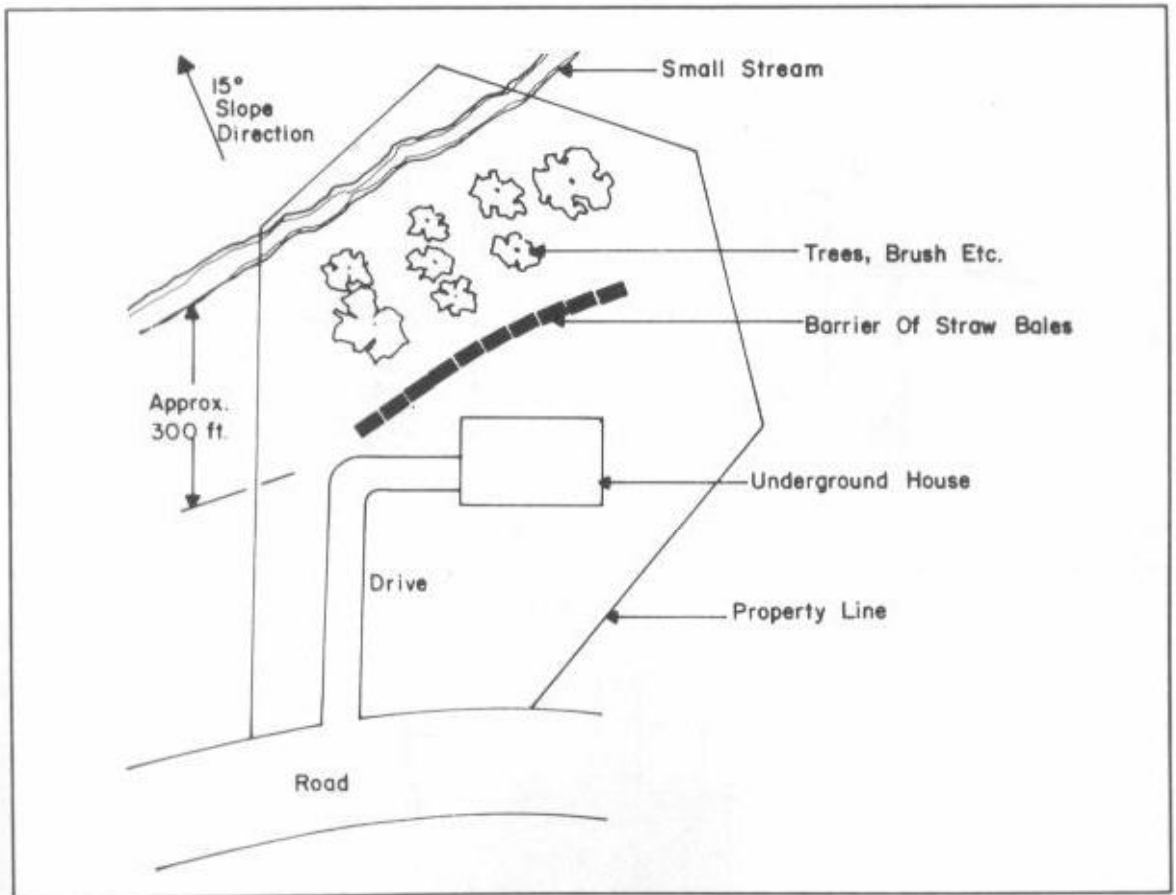 Small Stream
15°
Slope
Direction
Trees, Brush Etc.
Barrier Of Straw Bales
Approx.
300 ft.
Underground House
Drive
Property Line
Road